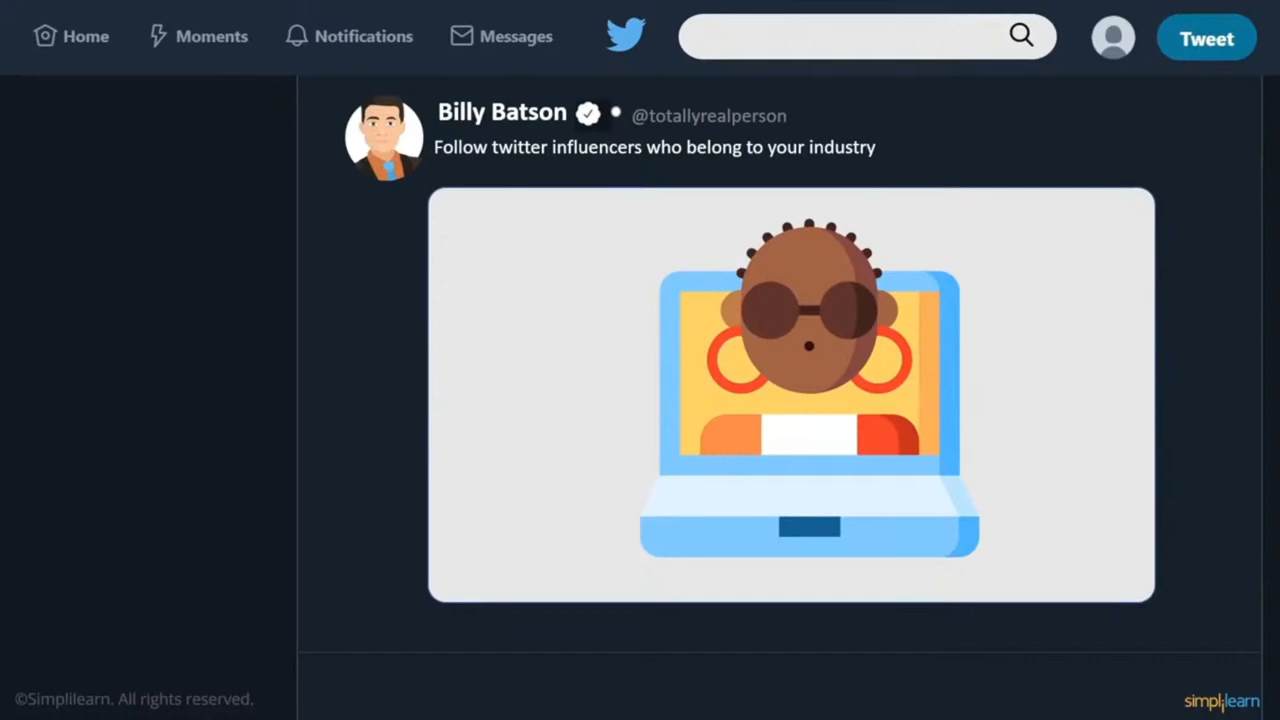 Home Moments Notifications Messages Tweet
Billy Batson @totallyrealperson
Follow twitter influencers who belong to your industry
©Simplilearn. All rights reserved.
simplilearn